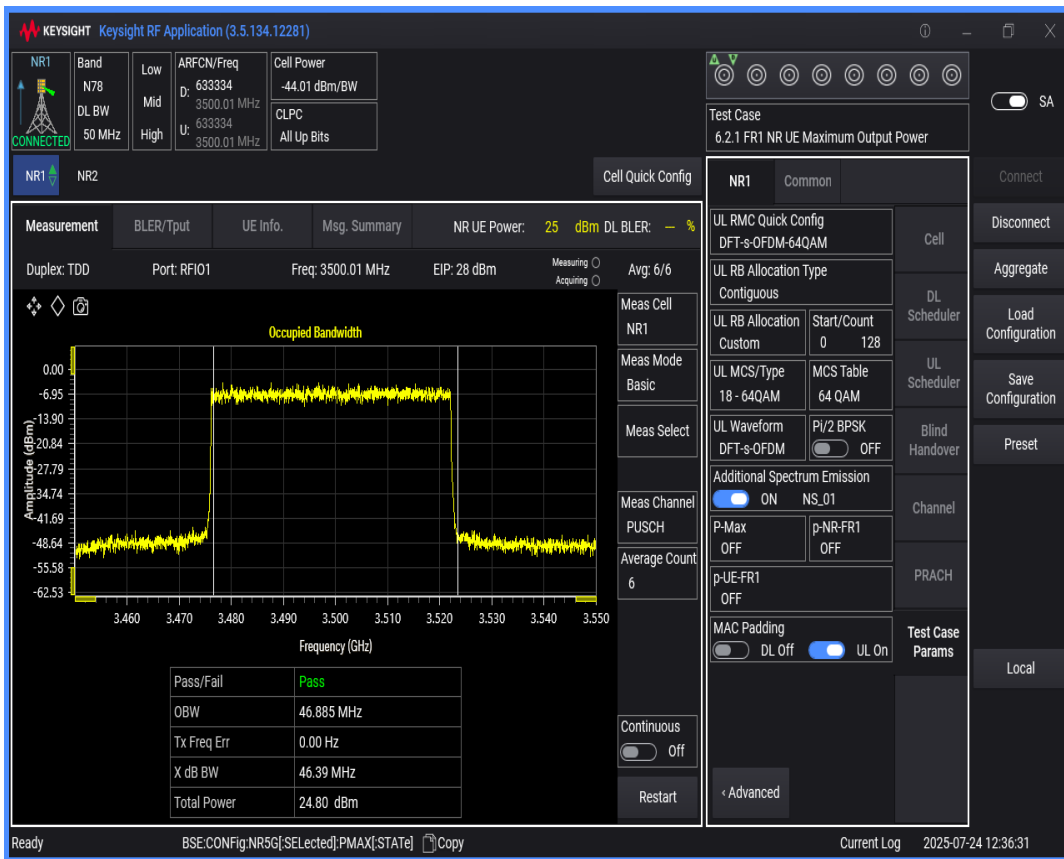 KEYSIGHT Keysight RF Application (3.5.134.12281)
NR1
CONNECTED
Band
N78
DL BW
50 MHz
Low
Mid
High
ARFCN/Freq
D: 633334
3500.01 MHz
U: 633334
3500.01 MHz
Cell Power
-44.01 dBm/BW
CLPC
All Up Bits
Test Case
6.2.1 FR1 NR UE Maximum Output Power
SA
NR1 NR2
Cell Quick Config
Measurement BLER/Tput UE Info. Msg. Summary NR UE Power: 25 dBm DL BLER: — %
Duplex: TDD Port: RFIO1 Freq: 3500.01 MHz EIP: 28 dBm Measuring Acquiring Avg: 6/6
Occupied Bandwidth
Amplitude (dBm)
0.00
-6.95
-13.90
-20.84
-27.79
-34.74
-41.69
-48.64
-55.58
-62.53
3.460 3.470 3.480 3.490 3.500 3.510 3.520 3.530 3.540 3.550
Frequency (GHz)
Pass/Fail Pass
OBW 46.885 MHz
Tx Freq Err 0.00 Hz
X dB BW 46.39 MHz
Total Power 24.80 dBm
Meas Cell
NR1
Meas Mode
Basic
Meas Select
Meas Channel
PUSCH
Average Count
6
Continuous
Off
Restart
NR1 Common
UL RMC Quick Config
DFT-s-OFDM-64QAM
UL RB Allocation Type
Contiguous
UL RB Allocation
Custom
Start/Count
0 128
UL MCS/Type
18 - 64QAM
MCS Table
64 QAM
UL Waveform
DFT-s-OFDM
Pi/2 BPSK
OFF
Additional Spectrum Emission
ON NS_01
P-Max
OFF
p-NR-FR1
OFF
p-UE-FR1
OFF
MAC Padding
DL Off UL On
‹ Advanced
Cell
DL
Scheduler
UL
Scheduler
Blind
Handover
Channel
PRACH
Test Case
Params
Connect
Disconnect
Aggregate
Load
Configuration
Save
Configuration
Preset
Local
Ready BSE:CONFig:NR5G[:SELected]:PMAX[:STATe] Copy Current Log 2025-07-24 12:36:31